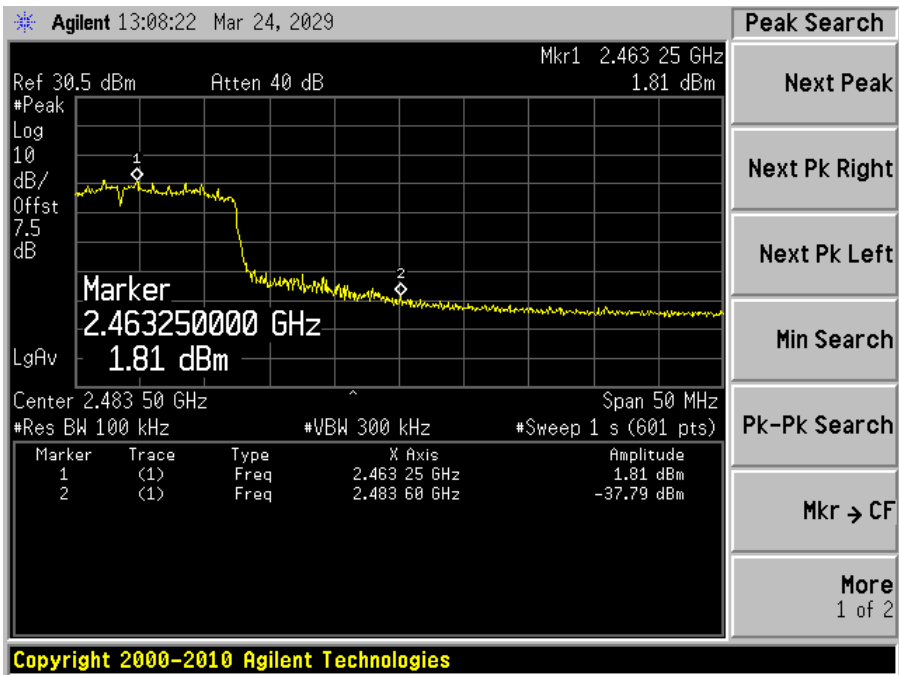 Agilent 13:08:22 Mar 24, 2029
Peak Search
Mkr1 2.463 25 GHz
Ref 30.5 dBm Atten 40 dB 1.81 dBm
#Peak
Log
10
dB/
Offst
7.5
dB
LgAv
1
2
Marker
2.463250000 GHz
1.81 dBm
Center 2.483 50 GHz Span 50 MHz
#Res BW 100 kHz #VBW 300 kHz #Sweep 1 s (601 pts)
Marker Trace Type X Axis Amplitude
1 (1) Freq 2.463 25 GHz 1.81 dBm
2 (1) Freq 2.483 60 GHz -37.79 dBm
Next Peak
Next Pk Right
Next Pk Left
Min Search
Pk-Pk Search
Mkr → CF
More
1 of 2
Copyright 2000-2010 Agilent Technologies